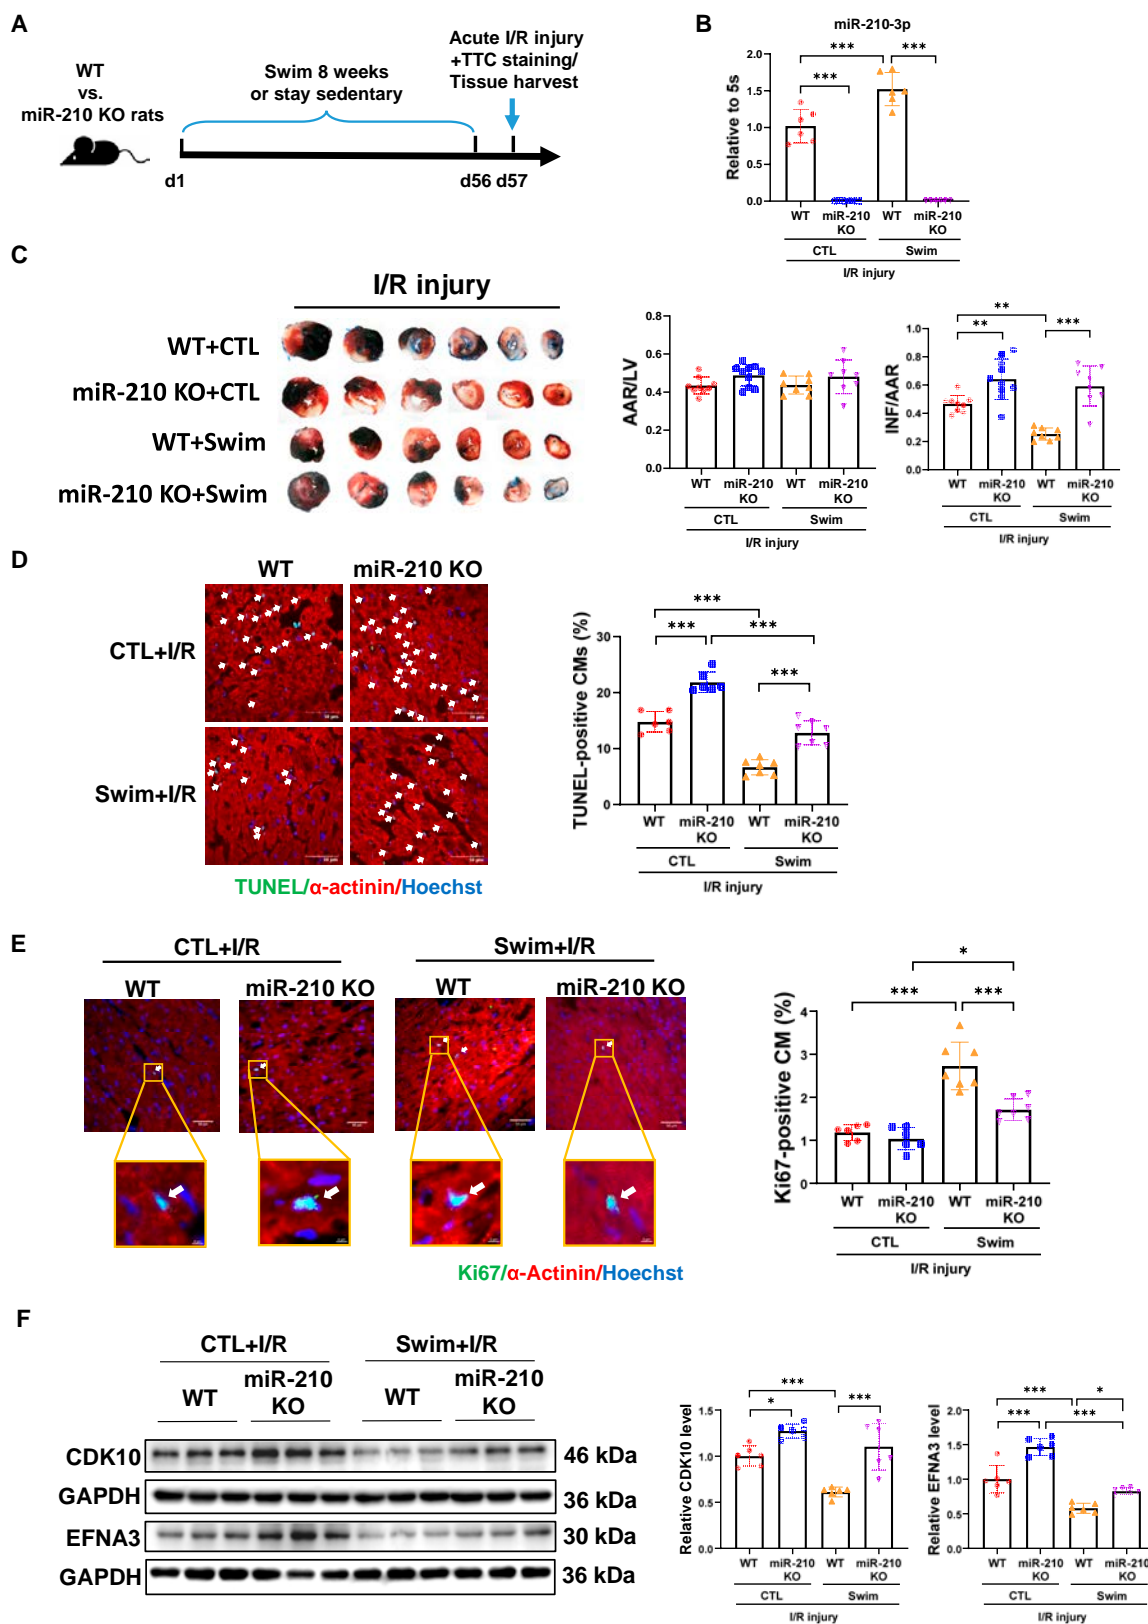 A
WT
vs.
miR-210 KO rats
Swim 8 weeks
or stay sedentary
Acute I/R injury
+TTC staining/
Tissue harvest
d1
d56 d57
B
miR-210-3p
***
***
***
Relative to 5s
2.0
1.5
1.0
0.5
0.0
WT
miR-210
KO
WT
miR-210
KO
CTL
Swim
I/R injury
C
I/R injury
WT+CTL
miR-210 KO+CTL
WT+Swim
miR-210 KO+Swim
AAR/LV
0.8
0.6
0.4
0.2
0.0
WT
miR-210
KO
WT
miR-210
KO
CTL
Swim
I/R injury
**
**
***
INF/AAR
1.0
0.8
0.6
0.4
0.2
0.0
WT
miR-210
KO
WT
miR-210
KO
CTL
Swim
I/R injury
D
WT
miR-210 KO
CTL+I/R
Swim+I/R
TUNEL/α-actinin/Hoechst
***
***
***
***
TUNEL-positive CMs (%)
30
20
10
0
WT
miR-210
KO
WT
miR-210
KO
CTL
Swim
I/R injury
E
CTL+I/R
Swim+I/R
WT
miR-210 KO
WT
miR-210 KO
Ki67/α-Actinin/Hoechst
*
***
***
Ki67-positive CM (%)
4
3
2
1
0
WT
miR-210
KO
WT
miR-210
KO
CTL
Swim
I/R injury
F
CTL+I/R
Swim+I/R
WT
miR-210
KO
WT
miR-210
KO
CDK10
46 kDa
GAPDH
36 kDa
EFNA3
30 kDa
GAPDH
36 kDa
***
*
***
Relative CDK10 level
1.5
1.0
0.5
0.0
WT
miR-210
KO
WT
miR-210
KO
CTL
Swim
I/R injury
***
*
***
***
Relative EFNA3 level
2.0
1.5
1.0
0.5
0.0
WT
miR-210
KO
WT
miR-210
KO
CTL
Swim
I/R injury